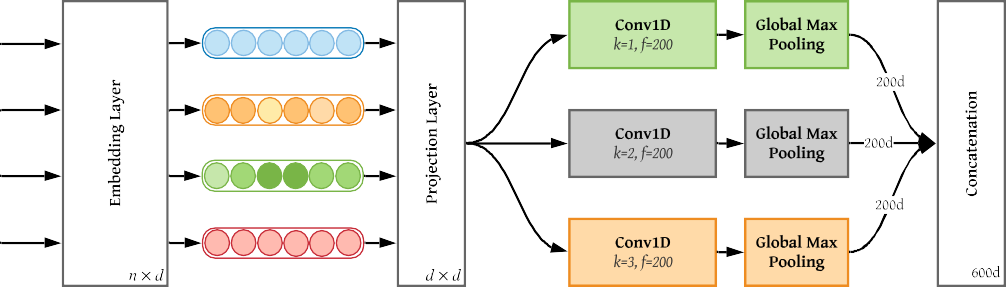 Embedding Layer
n × d
Projection Layer
d × d
Conv1D
k=1, f=200
Global Max
Pooling
200d
Conv1D
k=2, f=200
Global Max
Pooling
200d
Conv1D
k=3, f=200
Global Max
Pooling
200d
Concatenation
600d